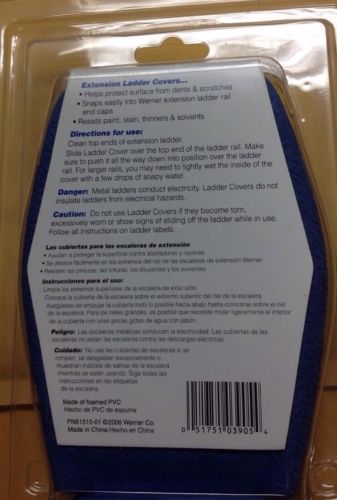 Extension Ladder Covers...
• Helps protect surface from dents & scratches
• Snaps easily into Werner extension ladder rail
end caps
• Resists paint, stain, thinners & solvents
Directions for use:
Clean top ends of extension ladder.
Slide Ladder Cover over the top end of the ladder rail. Make
sure to push it all the way down into position over the ladder
rail. For larger rails, you may need to lightly wet the inside of the
cover with a few drops of soapy water.
Danger: Metal ladders conduct electricity. Ladder Covers do not
insulate ladders from electrical hazards.
Caution: Do not use Ladder Covers if they become torn,
excessively worn or show signs of sliding off the ladder while in use.
Follow all instructions on ladder labels.
Las cubiertas para las escaleras de extensión
• Ayudan a proteger la superficie contra abolladuras y rayones
• Se deslice fácilmente en los extremos del riel de las escaleras de extensión Werner
• Resisten las pinturas, las tinturas, los diluyentes y los solventes
Instrucciones para el uso:
Limpie los extremos superiores de la escalera de extensión.
Coloque la cubierta de la escalera sobre el extremo superior del riel de la escalera.
Asegúrese de empujar la cubierta todo lo posible hacia abajo hasta colocarse sobre el riel
de la escalera. Para los rieles grandes, es posible que necesite mojar ligeramente el interior
de la cubierta con unas pocas gotas de agua con jabón.
Peligro: Las escaleras metálicas conducen la electricidad. Las cubiertas de las
escaleras no aíslan las escaleras contra las descargas eléctricas.
Cuidado: No use las cubiertas de escaleras si se
rompen, se desgastan excesivamente o
muestran indicios de salirse de la escalera
mientras se están usando. Siga todas las
instrucciones en las etiquetas
de la escalera.
Made of foamed PVC
Hecho de PVC de espuma
PN81515-01 ©2006 Werner Co.
Made in China/Hecho en China
0 51751 03905 4